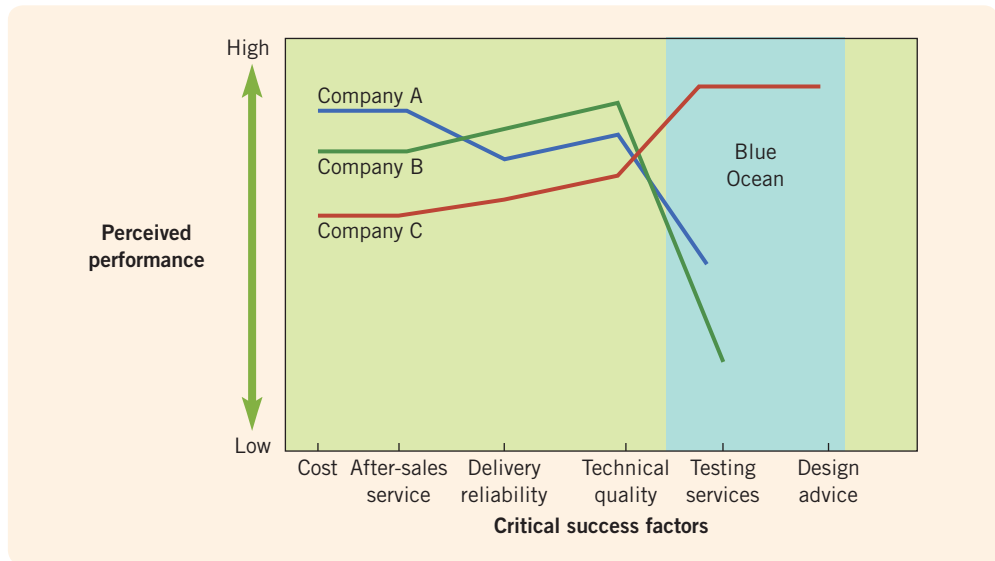 High
Company A
Company B
Company C
Blue
Ocean
Perceived
performance
Low
Cost
After-sales
service
Delivery
reliability
Technical
quality
Testing
services
Design
advice
Critical success factors